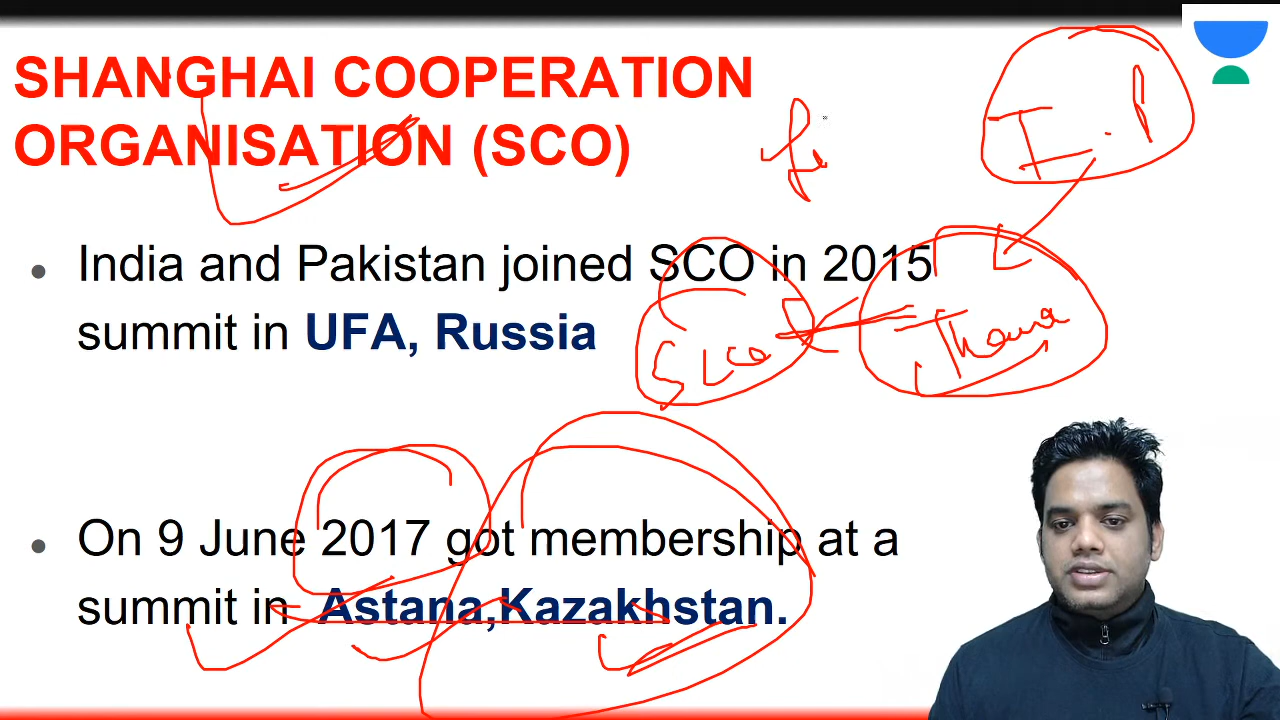 SHANGHAI COOPERATION
ORGANISATION (SCO)
I.P
• India and Pakistan joined SCO in 2015
summit in UFA, Russia
• On 9 June 2017 got membership at a
summit in Astana,Kazakhstan.